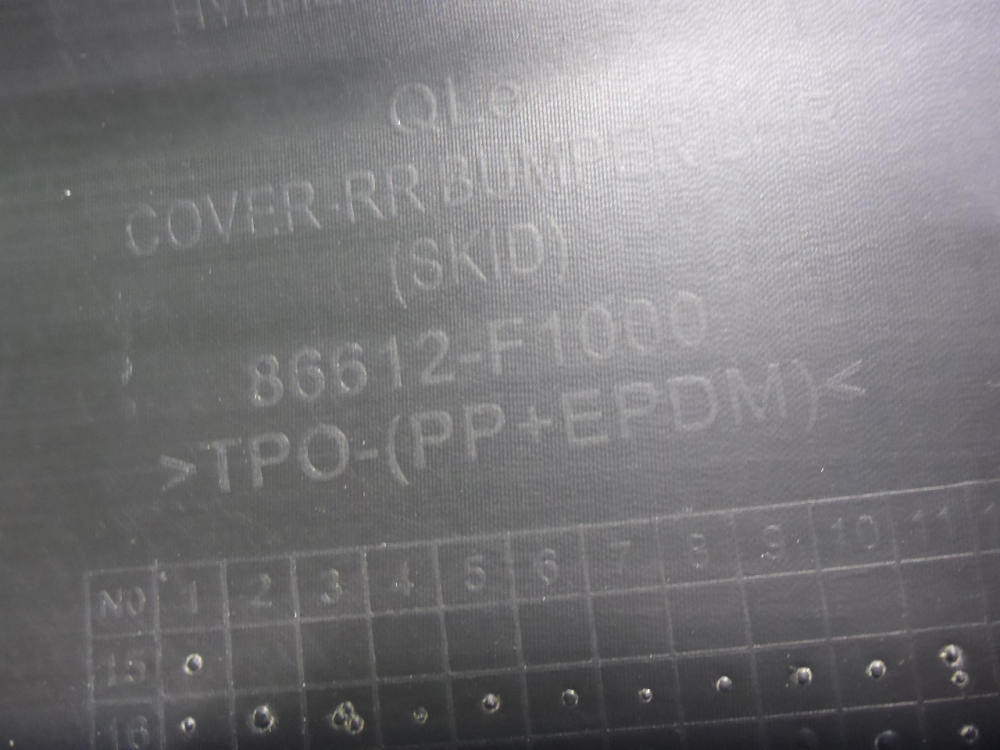 QLe
COVER-RR BUMPER
(SKID)
86612-F1000
>TPO-(PP+EPDM)<
NO 1 2 3 4 5 6 7 8 9 10 11
15
16